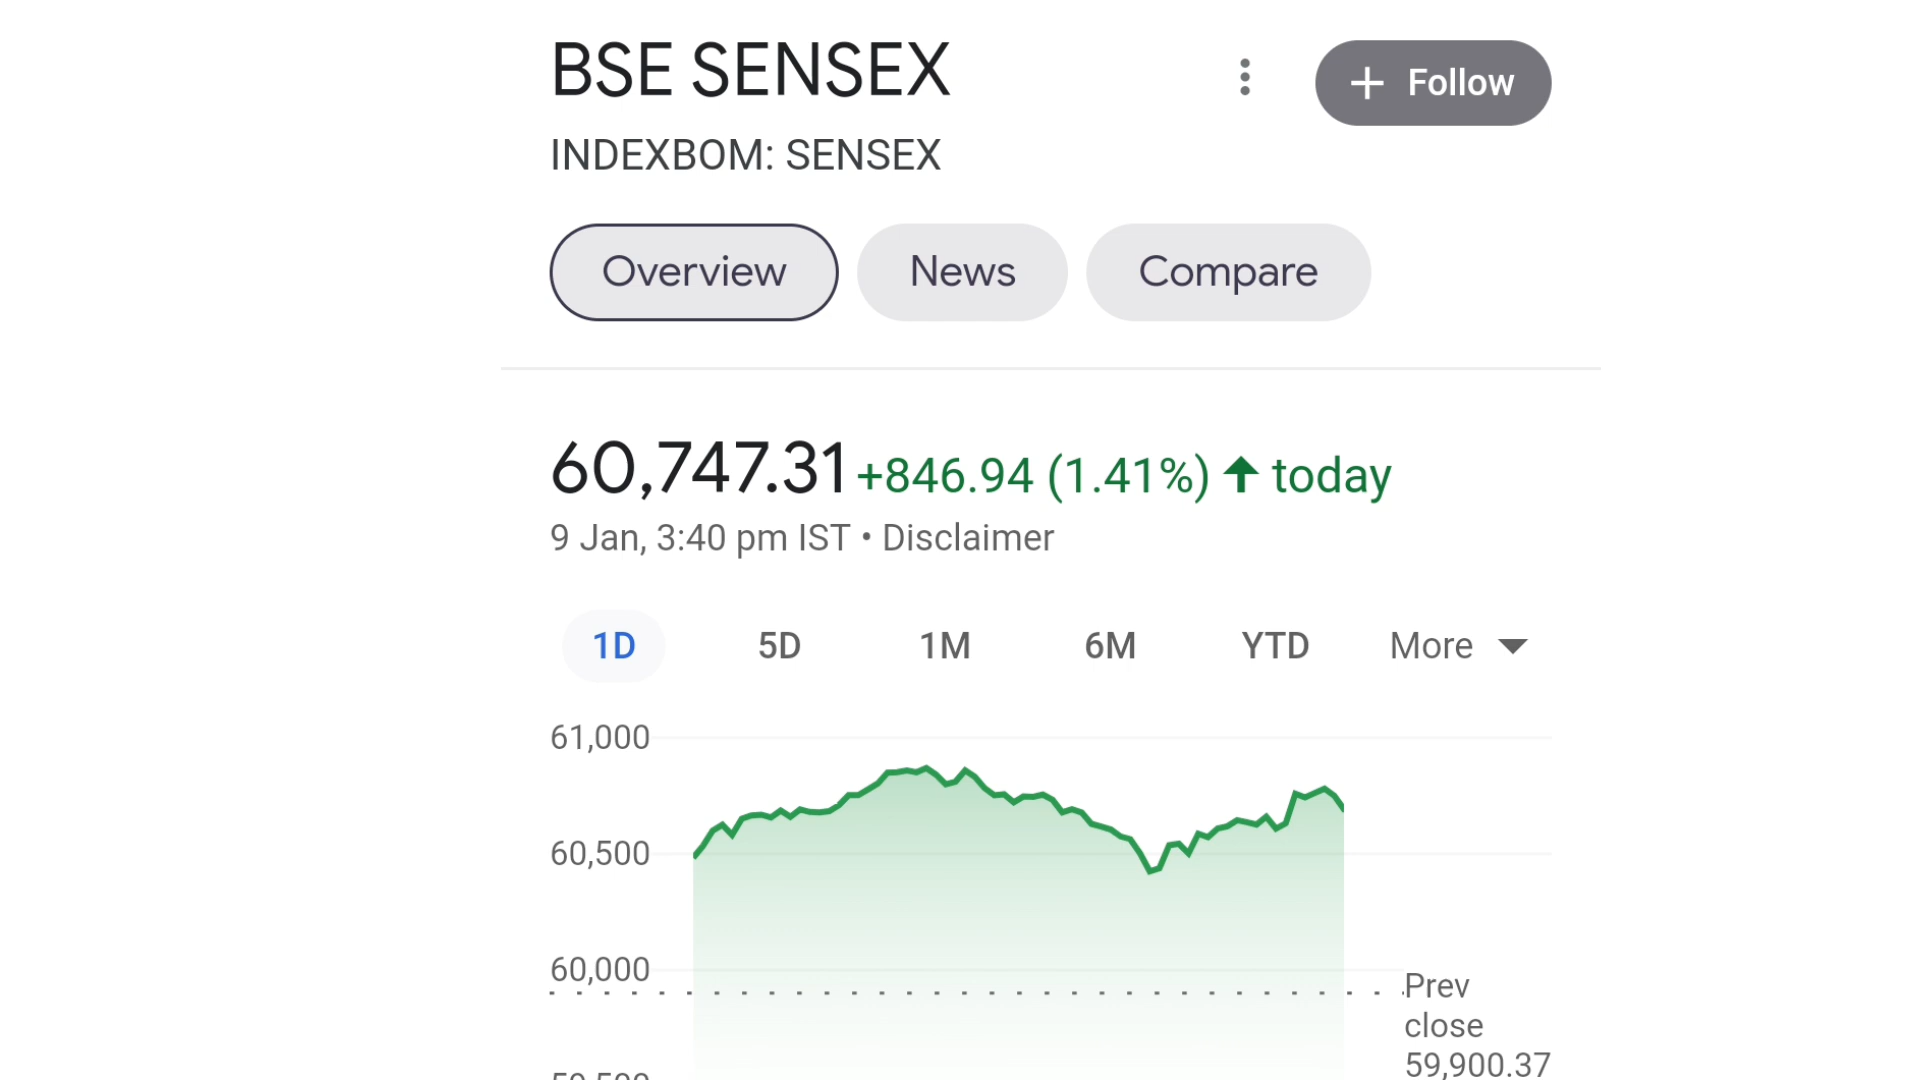 BSE SENSEX
+ Follow
INDEXBOM: SENSEX
Overview
News
Compare
60,747.31 +846.94 (1.41%) ↑ today
9 Jan, 3:40 pm IST • Disclaimer
1D 5D 1M 6M YTD More
61,000
60,500
60,000
Prev
close
59,900.37